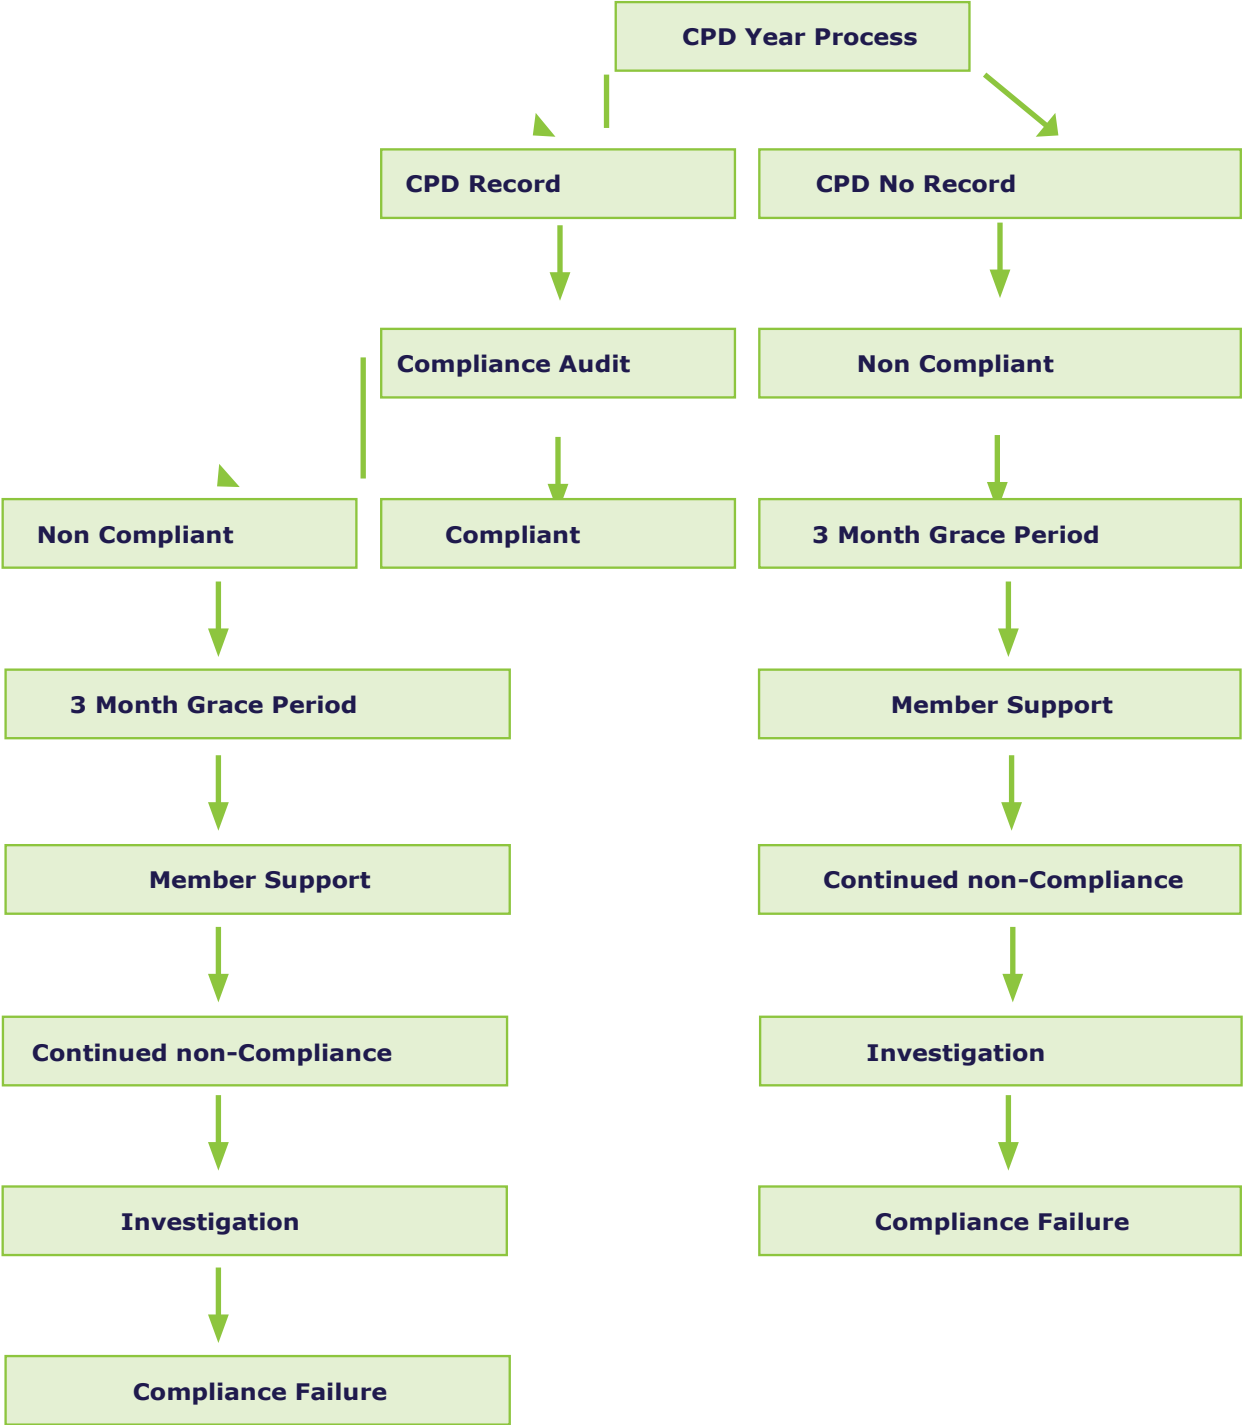 CPD Year Process
CPD Record
CPD No Record
Compliance Audit
Non Compliant
Non Compliant
Compliant
3 Month Grace Period
3 Month Grace Period
Member Support
Member Support
Continued non-Compliance
Continued non-Compliance
Investigation
Investigation
Compliance Failure
Compliance Failure